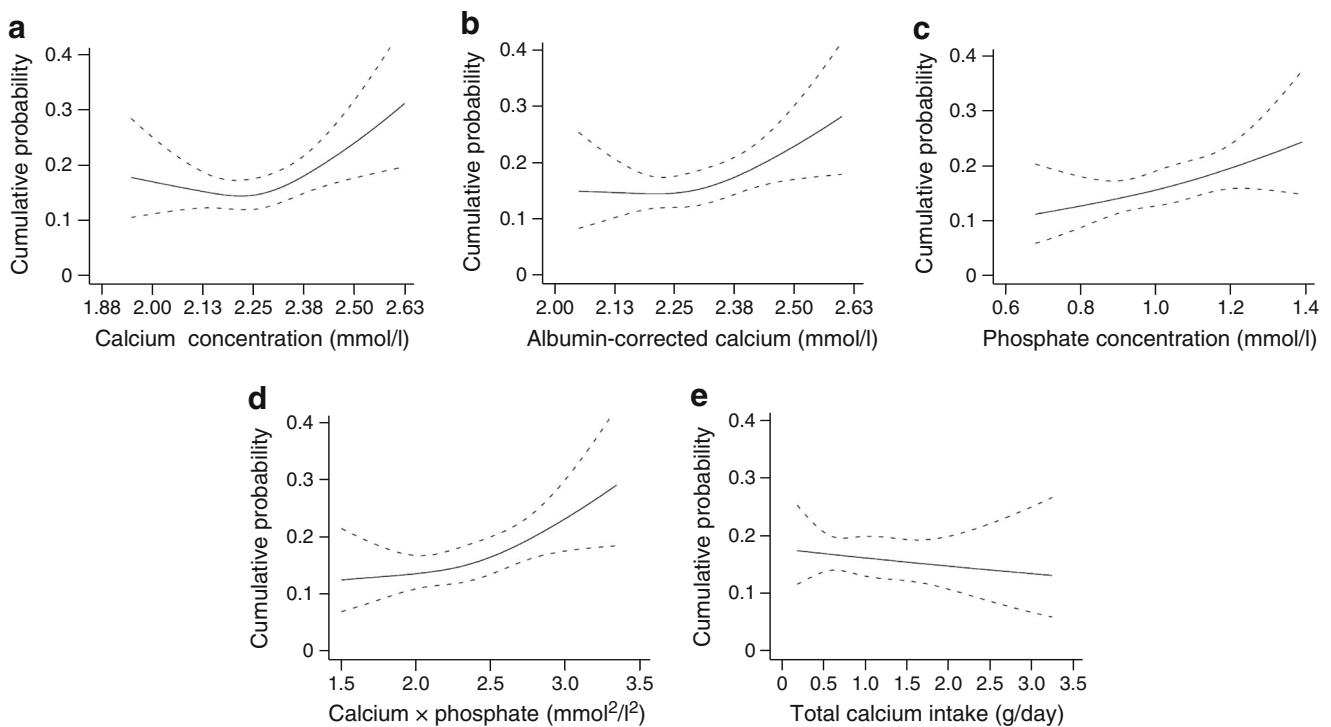 a
Cumulative probability
0.4
0.3
0.2
0.1
0
1.88 2.00 2.13 2.25 2.38 2.50 2.63
Calcium concentration (mmol/l)
b
Cumulative probability
0.4
0.3
0.2
0.1
0
2.00 2.13 2.25 2.38 2.50 2.63
Albumin-corrected calcium (mmol/l)
c
Cumulative probability
0.4
0.3
0.2
0.1
0
0.6 0.8 1.0 1.2 1.4
Phosphate concentration (mmol/l)
d
Cumulative probability
0.4
0.3
0.2
0.1
0
1.5 2.0 2.5 3.0 3.5
Calcium × phosphate (mmol²/l²)
e
Cumulative probability
0.4
0.3
0.2
0.1
0
0 0.5 1.0 1.5 2.0 2.5 3.0 3.5
Total calcium intake (g/day)